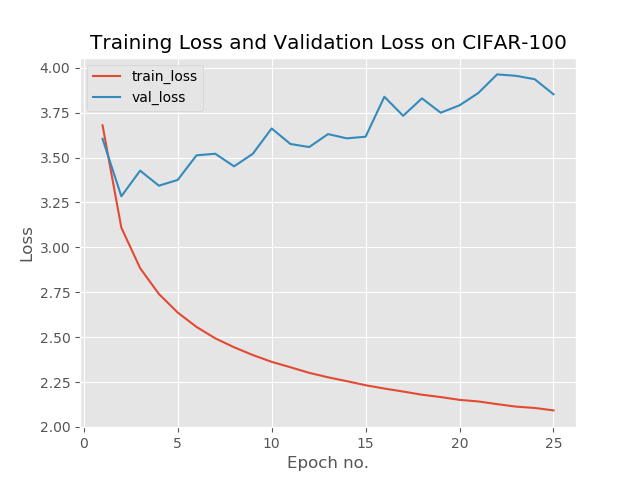 Training Loss and Validation Loss on CIFAR-100
train_loss
val_loss
4.00
3.75
3.50
3.25
3.00
2.75
2.50
2.25
2.00
Loss
0 5 10 15 20 25
Epoch no.